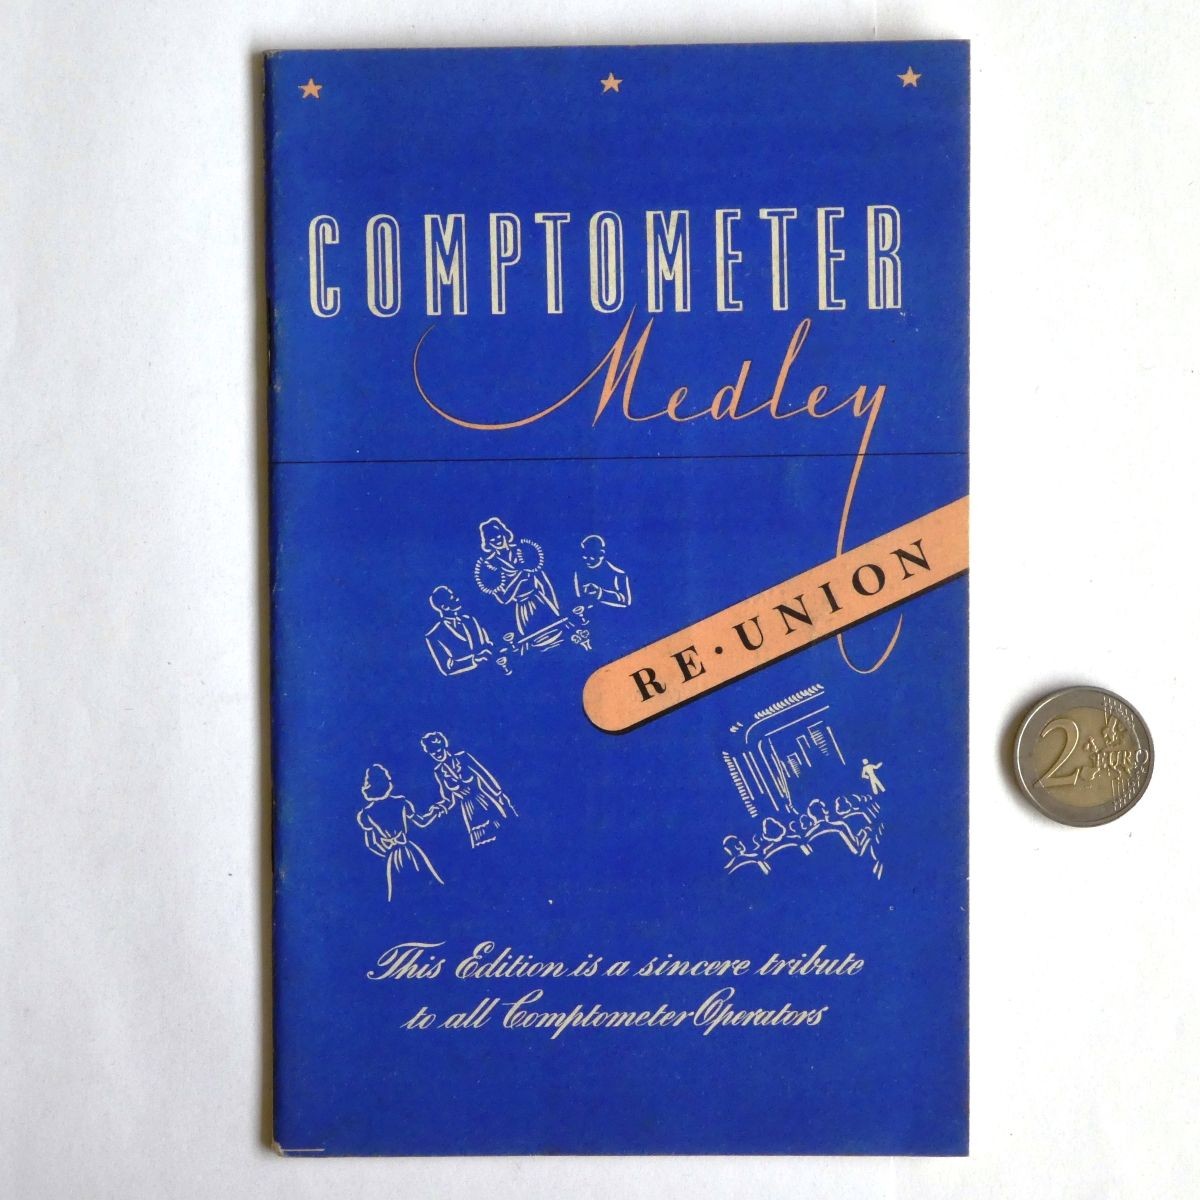 COMPTOMETER
Medley
RE·UNION
This Edition is a sincere tribute
to all Comptometer Operators
2 EURO